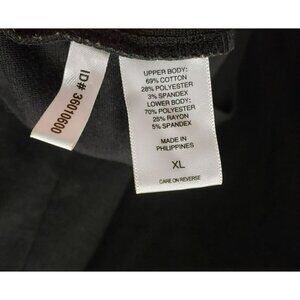 ID# 36010600
UPPER BODY:
69% COTTON
28% POLYESTER
3% SPANDEX
LOWER BODY:
70% POLYESTER
25% RAYON
5% SPANDEX
MADE IN
PHILIPPINES
XL
CARE ON REVERSE